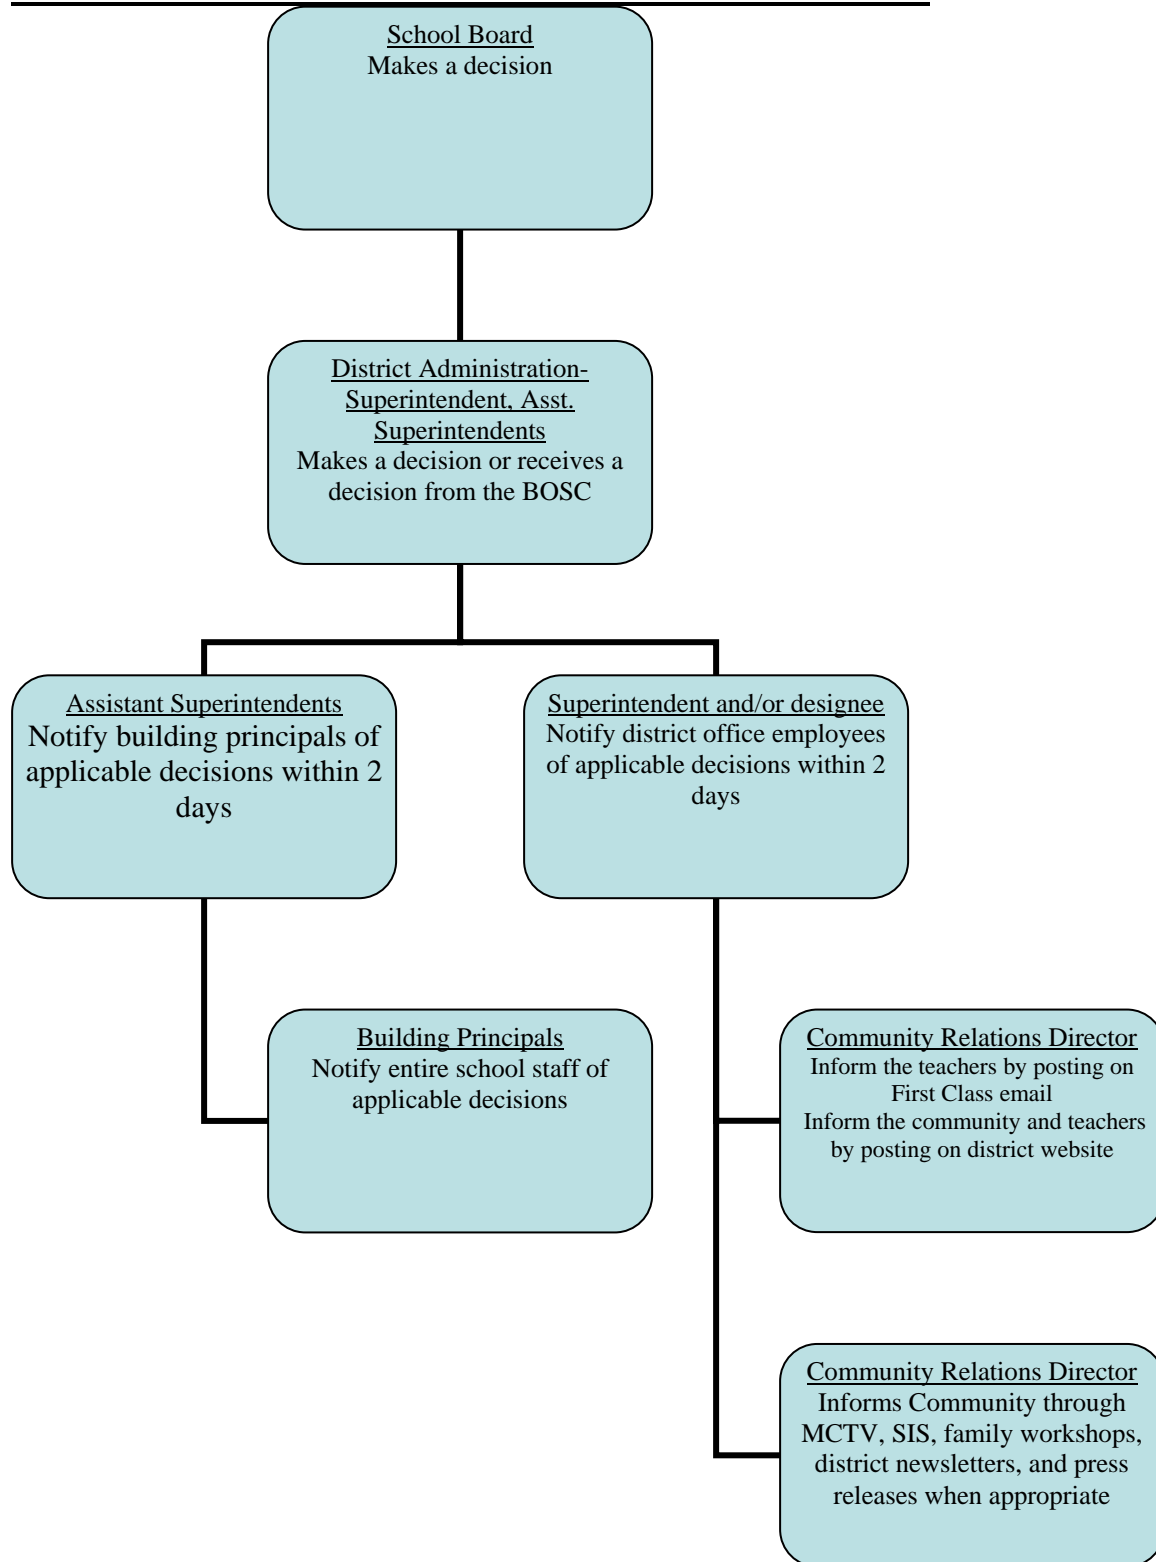 School Board
Makes a decision
District Administration-
Superintendent, Asst.
Superintendents
Makes a decision or receives a
decision from the BOSC
Assistant Superintendents
Notify building principals of
applicable decisions within 2
days
Superintendent and/or designee
Notify district office employees
of applicable decisions within 2
days
Building Principals
Notify entire school staff of
applicable decisions
Community Relations Director
Inform the teachers by posting on
First Class email
Inform the community and teachers
by posting on district website
Community Relations Director
Informs Community through
MCTV, SIS, family workshops,
district newsletters, and press
releases when appropriate